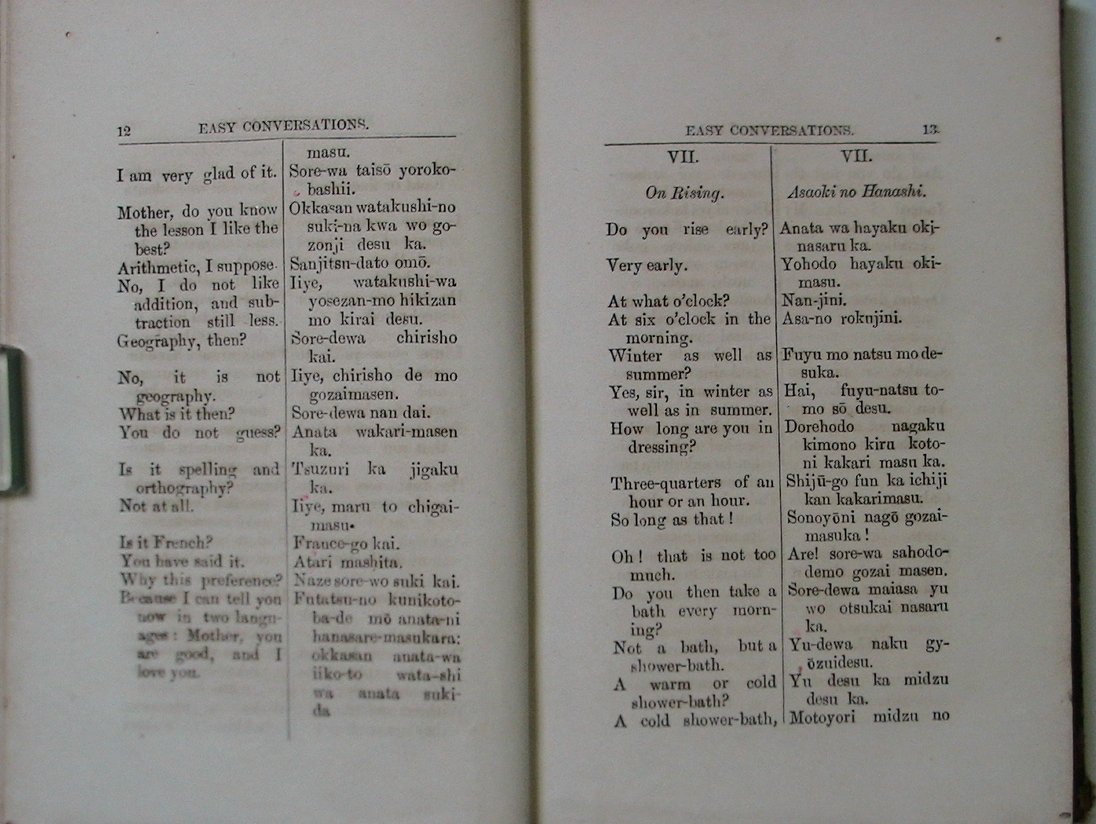 12
EASY CONVERSATIONS.
I am very glad of it.
Mother, do you know
the lesson I like the
best?
Arithmetic, I suppose.
No, I do not like
addition, and sub-
traction still less.
Geography, then?
No, it is not
geography.
What is it then?
You do not guess?
Is it spelling and
orthography?
Not at all.
Is it French?
You have said it.
Why this preference?
Because I can tell you
now in two langu-
ages: Mother, you
are good, and I
love you.
masu.
Sore-wa taisō yoroko-
bashii.
Okkasan watakushi-no
suki-na kwa wo go-
zonji desu ka.
Sanjitsu-dato omō.
Iiye, watakushi-wa
yosezan-mo hikizan
mo kirai desu.
Sore-dewa chirisho
kai.
Iiye, chirisho de mo
gozaimasen.
Sore-dewa nan dai.
Anata wakari-masen
ka.
Tsuzuri ka jigaku
ka.
Iiye, maru to chigai-
masu.
France-go kai.
Atari mashita.
Naze sore-wo suki kai.
Futatsu-no kunikoto-
ba-de mō anata-ni
hanasare-masukara:
okkasan anata-wa
iiko-to wata-shi
wa anata suki-
da
EASY CONVERSATIONS.
13.
VII.
On Rising.
Do you rise early?
Very early.
At what o'clock?
At six o'clock in the
morning.
Winter as well as
summer?
Yes, sir, in winter as
well as in summer.
How long are you in
dressing?
Three-quarters of an
hour or an hour.
So long as that!
Oh! that is not too
much.
Do you then take a
bath every morn-
ing?
Not a bath, but a
shower-bath.
A warm or cold
shower-bath?
A cold shower-bath,
VII.
Asaoki no Hanashi.
Anata wa hayaku oki-
nasaru ka.
Yohodo hayaku oki-
masu.
Nan-jini.
Asa-no rokujini.
Fuyu mo natsu mo de-
suka.
Hai, fuyu-natsu to-
mo sō desu.
Dorehodo nagaku
kimono kiru koto-
ni kakari masu ka.
Shijū-go fun ka ichiji
kan kakarimasu.
Sonoyōni nagō gozai-
masuka!
Are! sore-wa sahodo-
demo gozai masen.
Sore-dewa maiasa yu
wo otsukai nasaru
ka.
Yu-dewa naku gy-
ōzuidesu.
Yu desu ka midzu
desu ka.
Motoyori midzu no